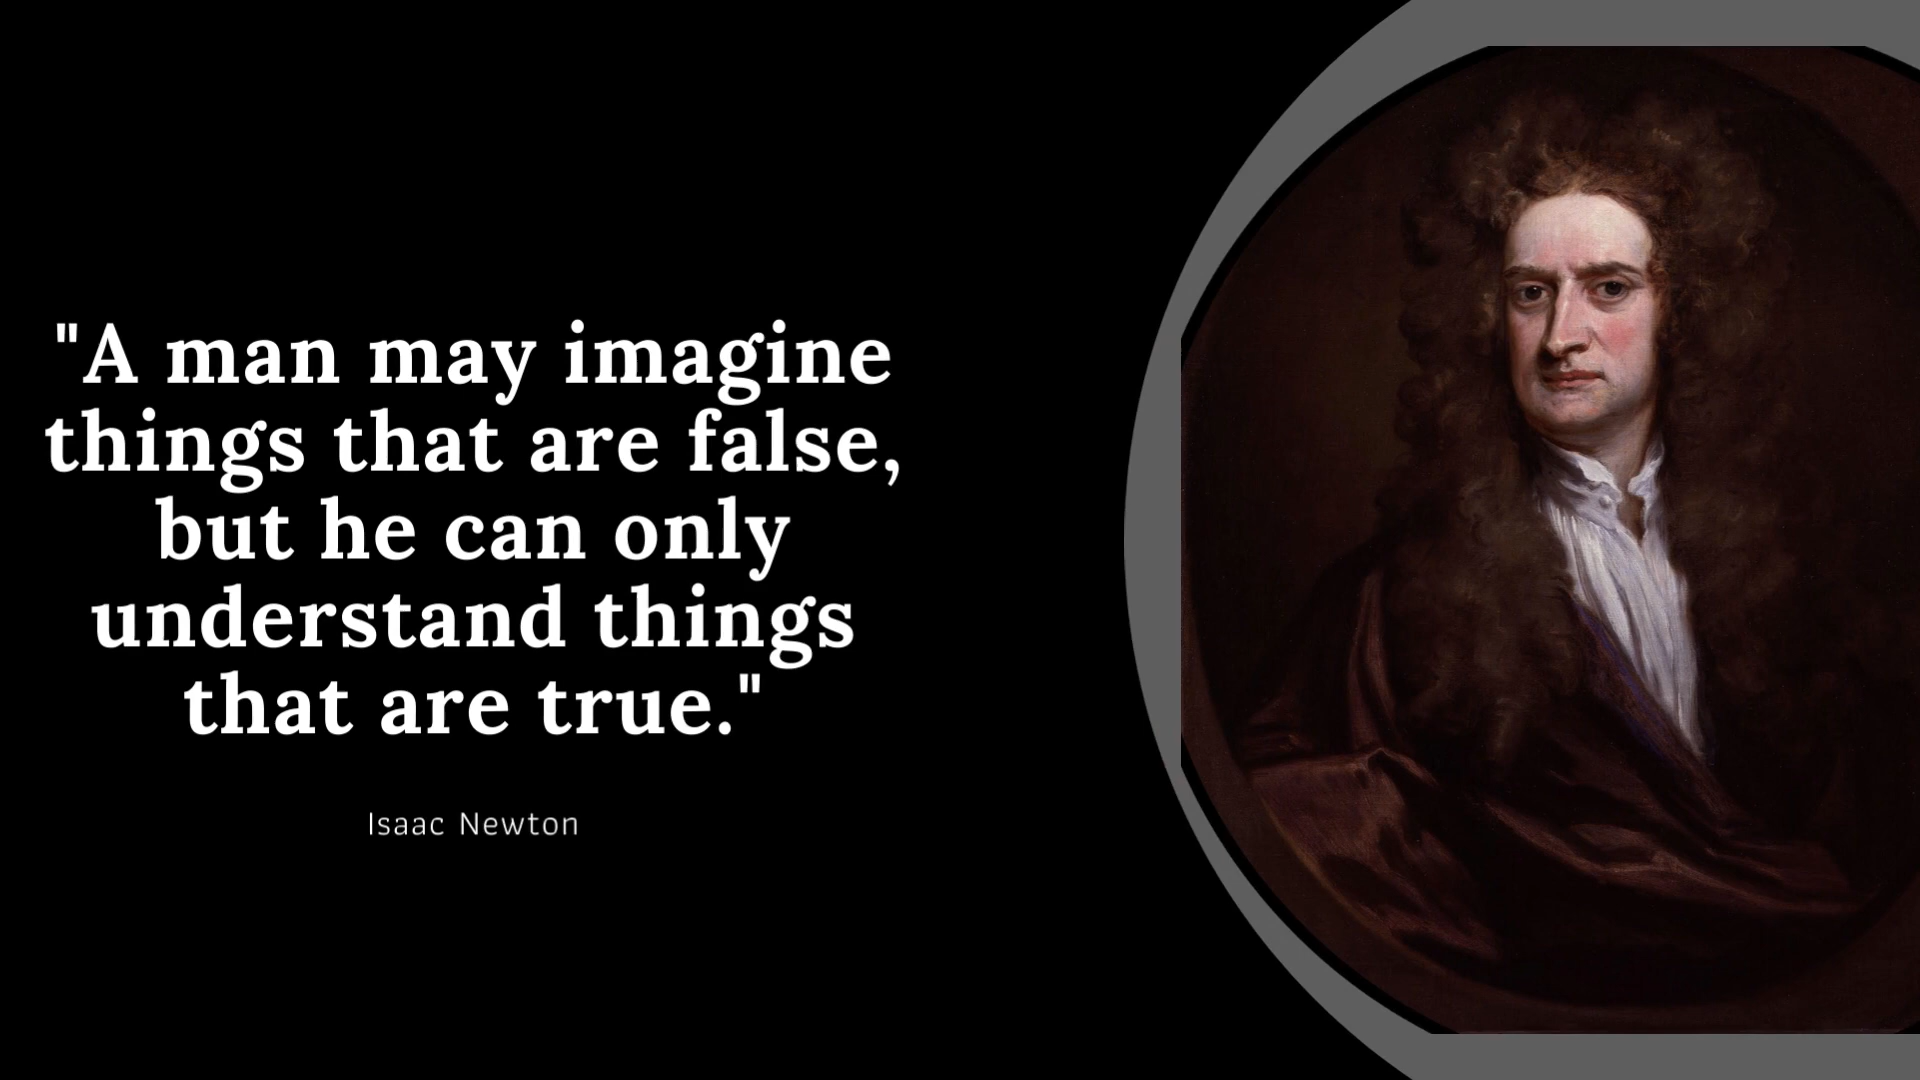 "A man may imagine
things that are false,
but he can only
understand things
that are true."
Isaac Newton